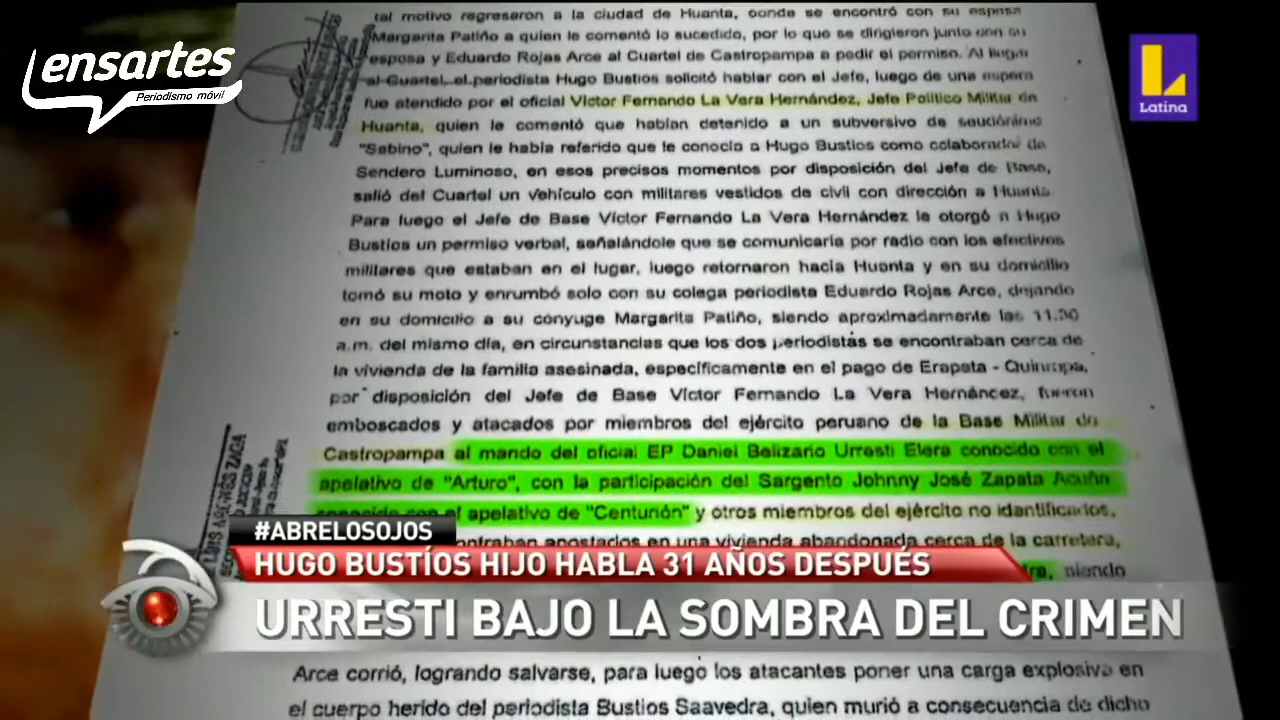 ensartes
Periodismo móvil
Latina
tal motivo regresaron a la ciudad de Huanta, donde se encontró con su esposa
Margarita Patiño a quien le comentó lo sucedido, por lo que se dirigieron junto con su
esposa y Eduardo Rojas Arce al Cuartel de Castropampa a pedir el permiso. Al llegar
al Cuartel, el periodista Hugo Bustios solicitó hablar con el Jefe, luego de una espera
fue atendido por el oficial Víctor Fernando La Vera Hernández, Jefe Político Militar de
Huanta, quien le comentó que habían detenido a un subversivo de seudónimo
"Sabino", quien le había referido que le conocía a Hugo Bustios como colaborador de
Sendero Luminoso, en esos precisos momentos por disposición del Jefe de Base,
salió del Cuartel un vehículo con militares vestidos de civil con dirección a Huanta.
Para luego el Jefe de Base Víctor Fernando La Vera Hernández le otorgó a Hugo
Bustios un permiso verbal, señalándole que se comunicaría por radio con los efectivos
militares que estaban en el lugar, luego retornaron hacia Huanta y en su domicilio
tomó su moto y enrumbó solo con su colega periodista Eduardo Rojas Arce, dejando
en su domicilio a su cónyuge Margarita Patiño, siendo aproximadamente las 11.30
a.m. del mismo día, en circunstancias que los dos periodistas se encontraban cerca de
la vivienda de la familia asesinada, específicamente en el pago de Erapata - Quinrapa,
por disposición del Jefe de Base Víctor Fernando La Vera Hernández, fueron
emboscados y atacados por miembros del ejército peruano de la Base Militar de
Castropampa al mando del oficial EP Daniel Belizario Urresti Elera conocido con el
apelativo de "Arturo", con la participación del Sargento Johnny José Zapata Acuña
conocido con el apelativo de "Centurión" y otros miembros del ejército no identificados,
contraban apostados en una vivienda abandonada cerca de la carretera,
siendo
#ABRELOSOJOS
HUGO BUSTÍOS HIJO HABLA 31 AÑOS DESPUÉS
URRESTI BAJO LA SOMBRA DEL CRIMEN
Arce corrió, logrando salvarse, para luego los atacantes poner una carga explosiva en
el cuerpo herido del periodista Bustios Saavedra, quien murió a consecuencia de dicho